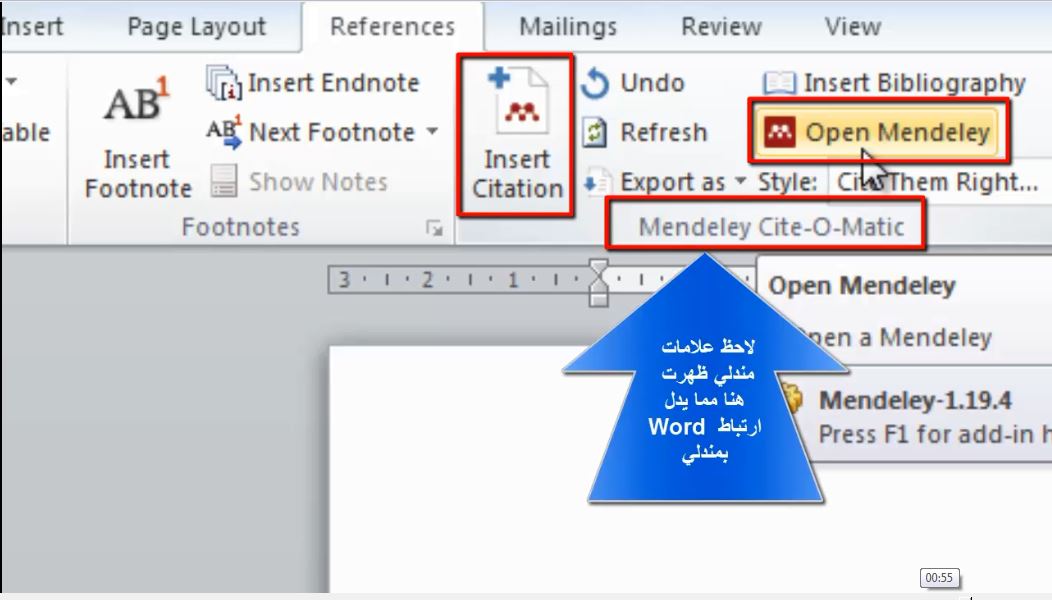 Insert Page Layout References Mailings Review View
able
AB1
Insert
Footnote
Insert Endnote
AB1 Next Footnote
Show Notes
Footnotes
Insert
Citation
Undo
Refresh
Export as
Insert Bibliography
Open Mendeley
Style: Cite Them Right...
Mendeley Cite-O-Matic
3 2 1
Open Mendeley
Open a Mendeley
Mendeley-1.19.4
Press F1 for add-in h
لاحظ علامات
مندلي ظهرت
هنا مما يدل
ارتباط Word
بمندلي
00:55